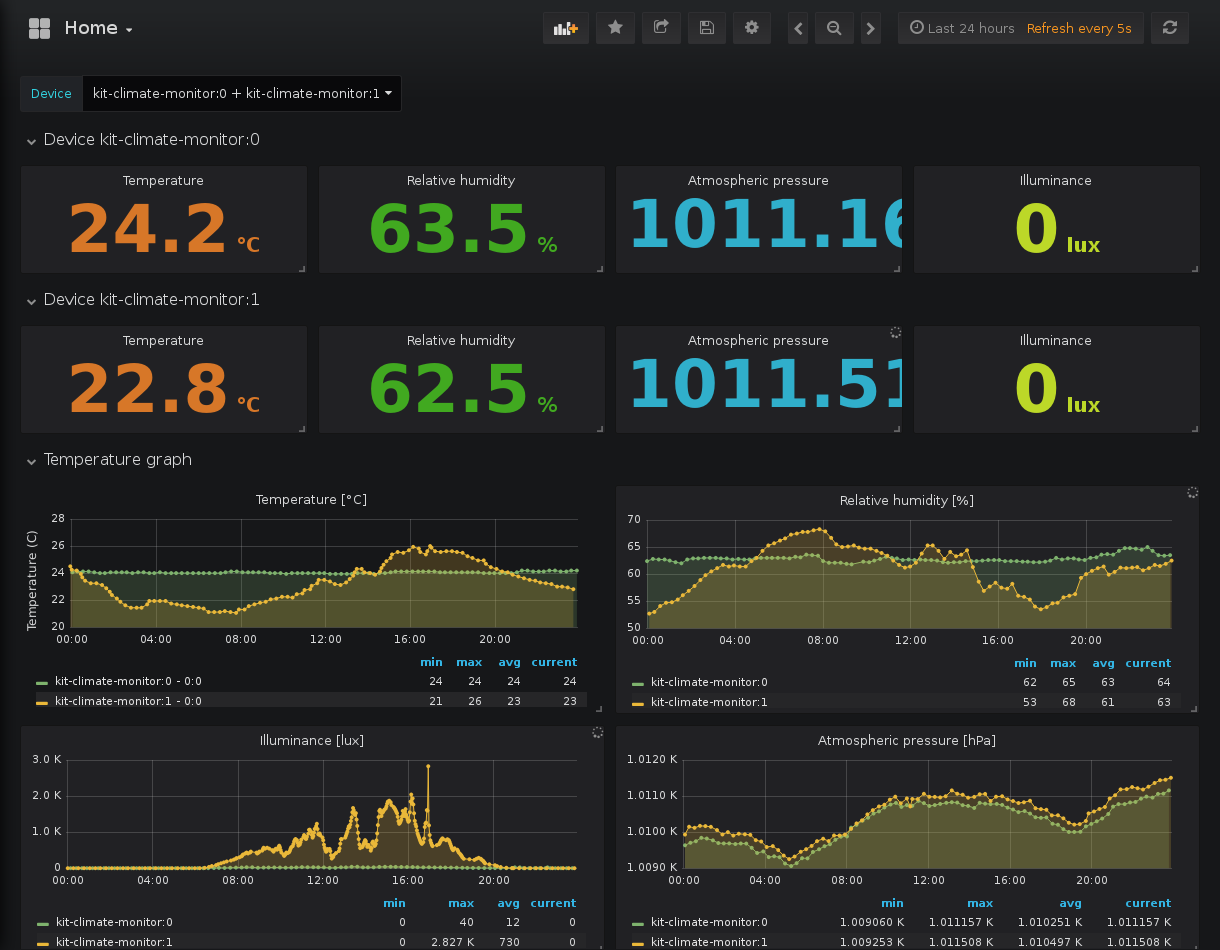 Home
Last 24 hours Refresh every 5s
Device kit-climate-monitor:0 + kit-climate-monitor:1
Device kit-climate-monitor:0
Temperature Relative humidity Atmospheric pressure Illuminance
24.2 °C 63.5 % 1011.16 0 lux
Device kit-climate-monitor:1
Temperature Relative humidity Atmospheric pressure Illuminance
22.8 °C 62.5 % 1011.51 0 lux
Temperature graph
Temperature [°C]
Temperature (C)
28
26
24
22
20
00:00 04:00 08:00 12:00 16:00 20:00
min max avg current
kit-climate-monitor:0 - 0:0 24 24 24 24
kit-climate-monitor:1 - 0:0 21 26 23 23
Relative humidity [%]
70
65
60
55
50
00:00 04:00 08:00 12:00 16:00 20:00
min max avg current
kit-climate-monitor:0 62 65 63 64
kit-climate-monitor:1 53 68 61 63
Illuminance [lux]
3.0 K
2.0 K
1.0 K
0
00:00 04:00 08:00 12:00 16:00 20:00
min max avg current
kit-climate-monitor:0 0 40 12 0
kit-climate-monitor:1 0 2.827 K 730 0
Atmospheric pressure [hPa]
1.0120 K
1.0110 K
1.0100 K
1.0090 K
00:00 04:00 08:00 12:00 16:00 20:00
min max avg current
kit-climate-monitor:0 1.009060 K 1.011157 K 1.010251 K 1.011157 K
kit-climate-monitor:1 1.009253 K 1.011508 K 1.010497 K 1.011508 K